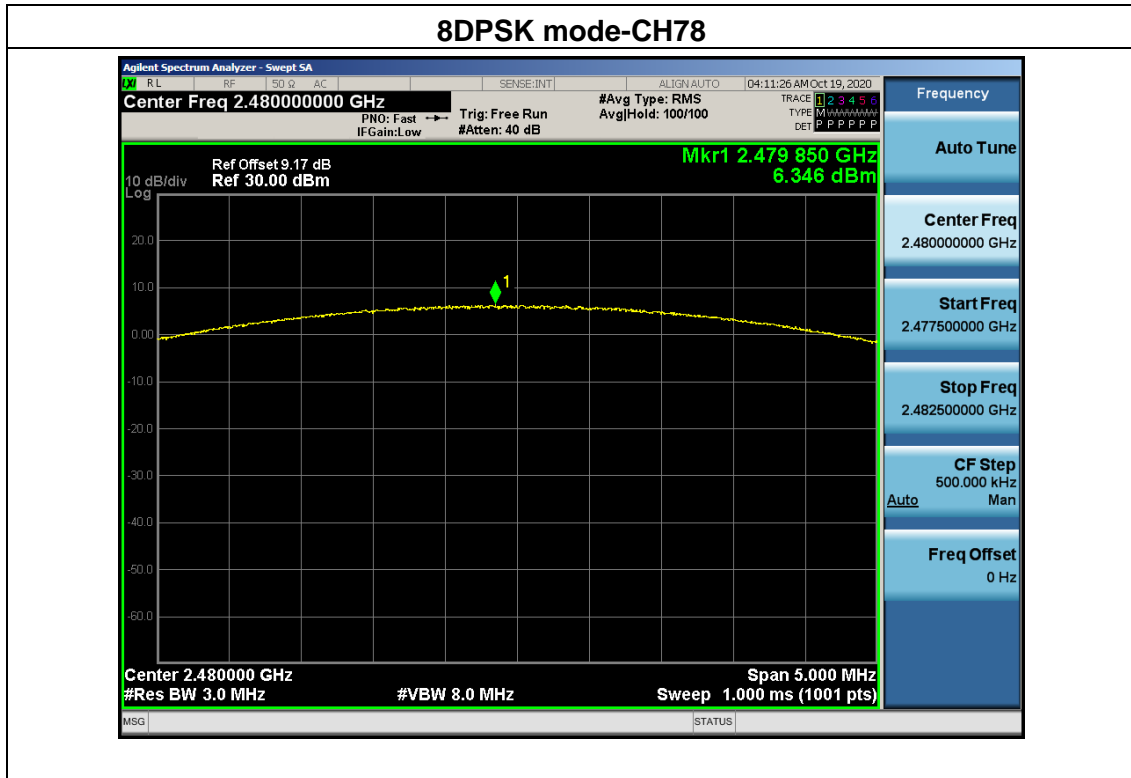 8DPSK mode-CH78
Agilent Spectrum Analyzer - Swept SA
LXI RL RF 50 Ω AC SENSE:INT ALIGN AUTO 04:11:26 AM Oct 19, 2020
Center Freq 2.480000000 GHz
PNO: Fast
IFGain:Low
Trig: Free Run
#Atten: 40 dB
#Avg Type: RMS
Avg|Hold: 100/100
TRACE 1 2 3 4 5 6
TYPE M
DET P P P P P P
Ref Offset 9.17 dB
10 dB/div Ref 30.00 dBm
Log
Mkr1 2.479 850 GHz
6.346 dBm
20.0
10.0
0.00
-10.0
-20.0
-30.0
-40.0
-50.0
-60.0
1
Center 2.480000 GHz Span 5.000 MHz
#Res BW 3.0 MHz #VBW 8.0 MHz Sweep 1.000 ms (1001 pts)
MSG STATUS
Frequency
Auto Tune
Center Freq
2.480000000 GHz
Start Freq
2.477500000 GHz
Stop Freq
2.482500000 GHz
CF Step
500.000 kHz
Auto Man
Freq Offset
0 Hz